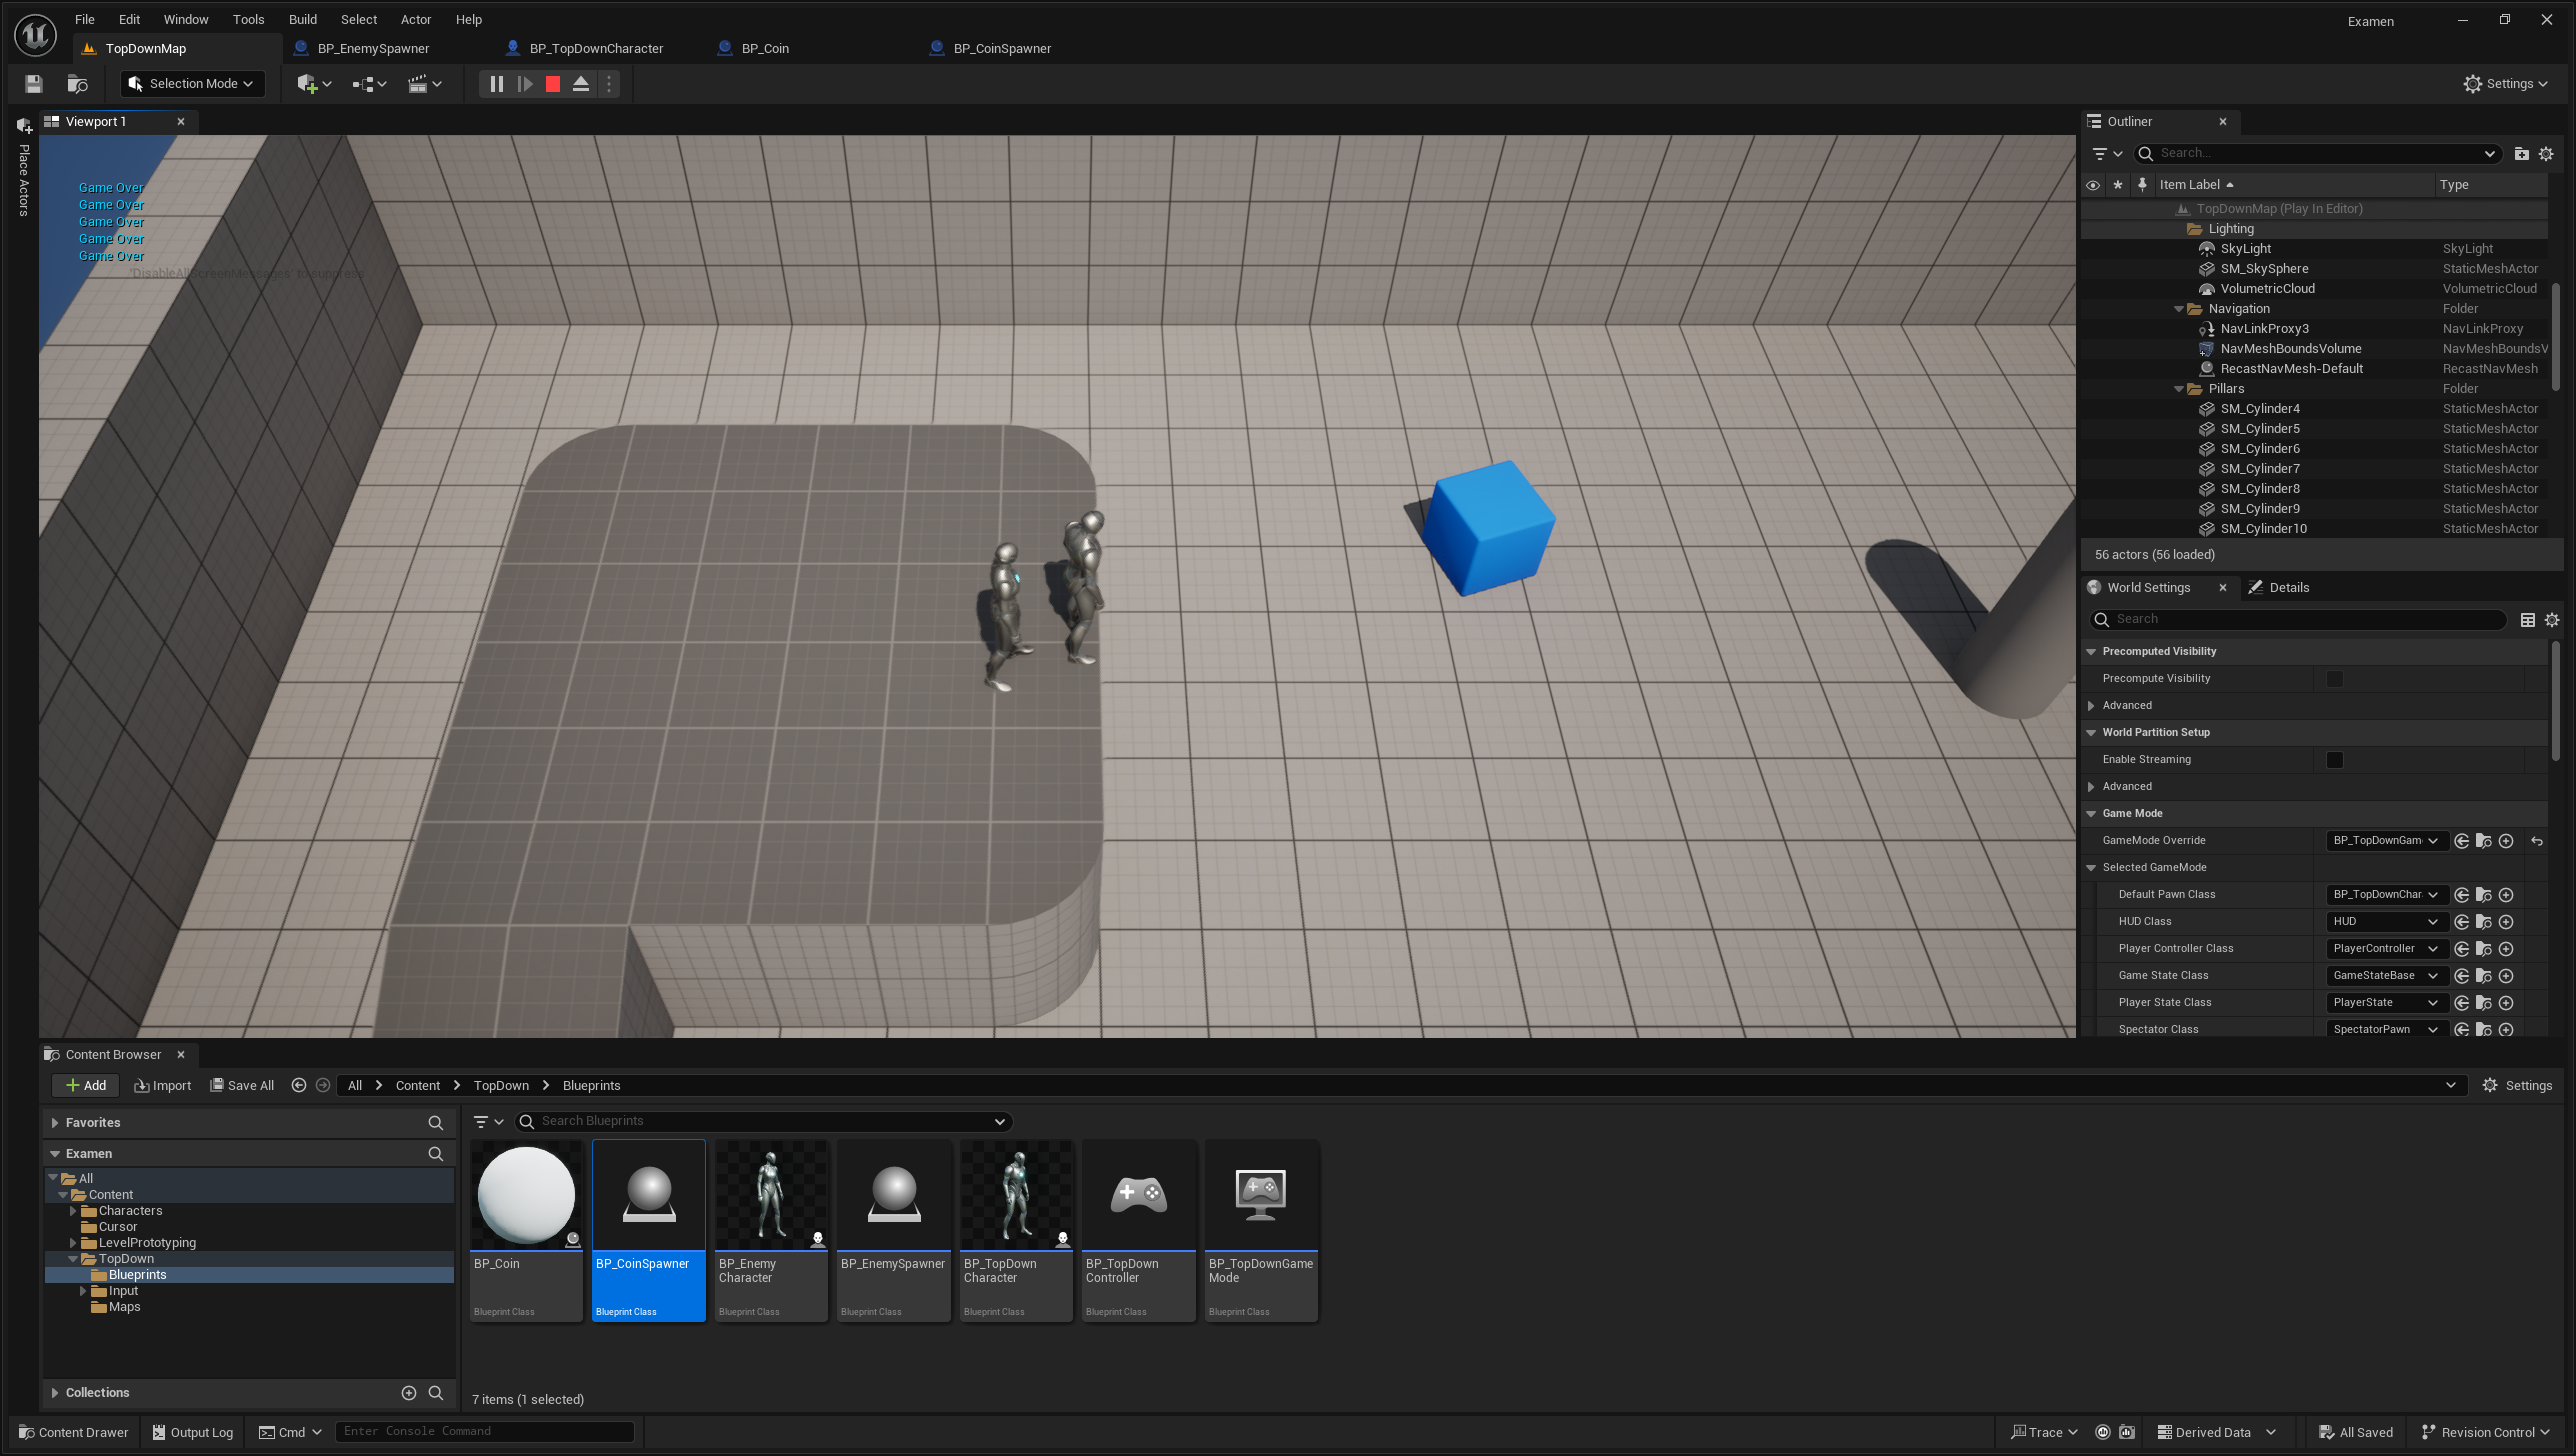 File Edit Window Tools Build Select Actor Help
Examen
TopDownMap BP_EnemySpawner BP_TopDownCharacter BP_Coin BP_CoinSpawner
Selection Mode
Settings
Place Actors
Viewport 1
Game Over
Game Over
Game Over
Game Over
Game Over
'DisableAllScreenMessages' to suppress
Outliner
Search...
Item Label Type
TopDownMap (Play In Editor)
Lighting
SkyLight SkyLight
SM_SkySphere StaticMeshActor
VolumetricCloud VolumetricCloud
Navigation Folder
NavLinkProxy3 NavLinkProxy
NavMeshBoundsVolume NavMeshBoundsV
RecastNavMesh-Default RecastNavMesh
Pillars Folder
SM_Cylinder4 StaticMeshActor
SM_Cylinder5 StaticMeshActor
SM_Cylinder6 StaticMeshActor
SM_Cylinder7 StaticMeshActor
SM_Cylinder8 StaticMeshActor
SM_Cylinder9 StaticMeshActor
SM_Cylinder10 StaticMeshActor
56 actors (56 loaded)
World Settings Details
Search
Precomputed Visibility
Precompute Visibility
Advanced
World Partition Setup
Enable Streaming
Advanced
Game Mode
GameMode Override BP_TopDownGam
Selected GameMode
Default Pawn Class BP_TopDownChar
HUD Class HUD
Player Controller Class PlayerController
Game State Class GameStateBase
Player State Class PlayerState
Spectator Class SpectatorPawn
Content Browser
Add Import Save All All Content TopDown Blueprints Settings
Favorites
Search Blueprints
Examen
All
Content
Characters
Cursor
LevelPrototyping
TopDown
Blueprints
Input
Maps
Collections
BP_Coin
Blueprint Class
BP_CoinSpawner
Blueprint Class
BP_Enemy
Character
Blueprint Class
BP_EnemySpawner
Blueprint Class
BP_TopDown
Character
Blueprint Class
BP_TopDown
Controller
Blueprint Class
BP_TopDownGame
Mode
Blueprint Class
7 items (1 selected)
Content Drawer Output Log Cmd Enter Console Command Trace Derived Data All Saved Revision Control